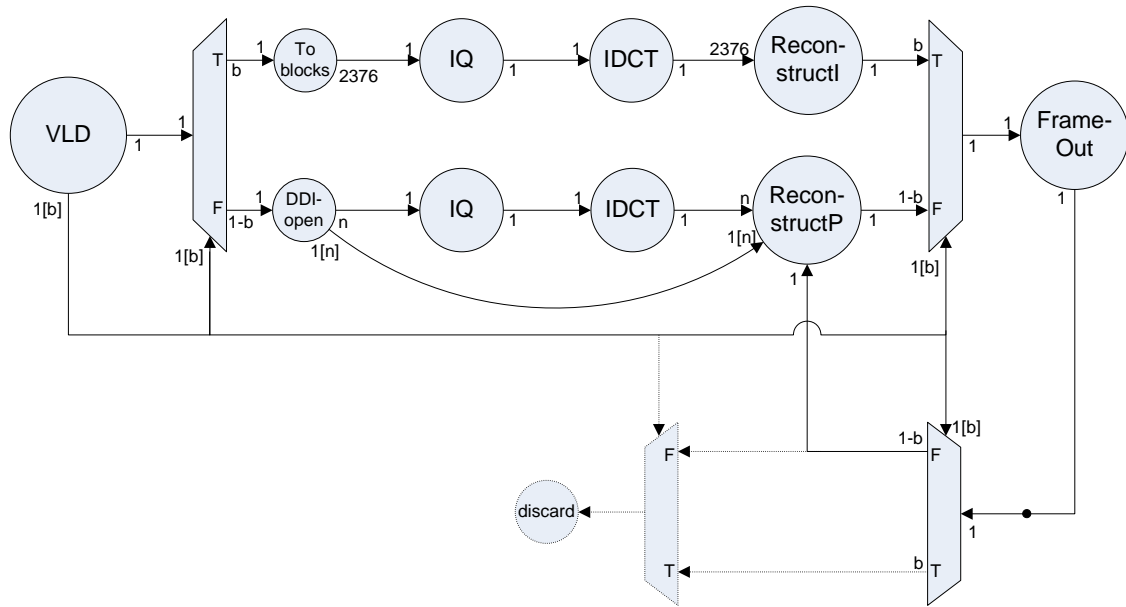 VLD
1
1
1[b]
T
b
F
1-b
1[b]
1
To
blocks
2376
1
IQ
1
1
IDCT
1
2376
Recon-
structI
1
b
T
1
DDI-
open
n
1[n]
1
IQ
1
1
IDCT
1
n
1[n]
1
Recon-
structP
1
1-b
F
1[b]
1
1
Frame-
Out
1
F
T
discard
1-b
F
1[b]
1
b
T